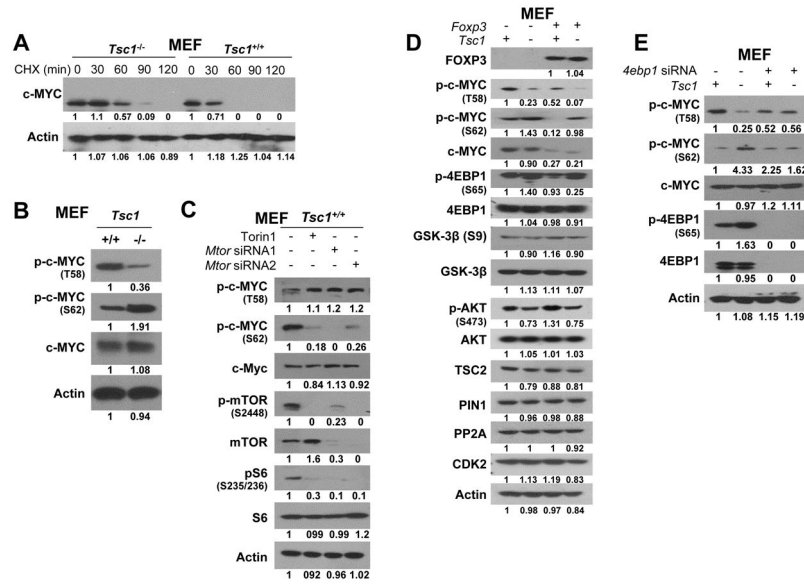 A
Tsc1-/- MEF Tsc1+/+
CHX (min) 0 30 60 90 120 0 30 60 90 120
c-MYC
1 1.1 0.57 0.09 0 1 0.71 0 0 0
Actin
1 1.07 1.06 1.06 0.89 1 1.18 1.25 1.04 1.14
B
MEF Tsc1
+/+ -/-
p-c-MYC
(T58)
1 0.36
p-c-MYC
(S62)
1 1.91
c-MYC
1 1.08
Actin
1 0.94
C
MEF Tsc1+/+
Torin1 - + - -
Mtor siRNA1 - - + -
Mtor siRNA2 - - - +
p-c-MYC
(T58)
1 1.1 1.2 1.2
p-c-MYC
(S62)
1 0.18 0 0.26
c-Myc
1 0.84 1.13 0.92
p-mTOR
(S2448)
1 0 0.23 0
mTOR
1 1.6 0.3 0
pS6
(S235/236)
1 0.3 0.1 0.1
S6
1 099 0.99 1.2
Actin
1 092 0.96 1.02
D
MEF
Foxp3 - - + +
Tsc1 + - + -
FOXP3
1 1.04
p-c-MYC
(T58)
1 0.23 0.52 0.07
p-c-MYC
(S62)
1 1.43 0.12 0.98
c-MYC
1 0.90 0.27 0.21
p-4EBP1
(S65)
1 1.40 0.93 0.25
4EBP1
1 1.04 0.98 0.91
GSK-3β (S9)
1 0.90 1.16 0.90
GSK-3β
1 1.13 1.11 1.07
p-AKT
(S473)
1 0.73 1.31 0.75
AKT
1 1.05 1.01 1.03
TSC2
1 0.79 0.88 0.81
PIN1
1 0.96 0.98 0.88
PP2A
1 1 1 0.92
CDK2
1 1.13 1.19 0.83
Actin
1 0.98 0.97 0.84
E
MEF
4ebp1 siRNA - - + +
Tsc1 + - + -
p-c-MYC
(T58)
1 0.25 0.52 0.56
p-c-MYC
(S62)
1 4.33 2.25 1.62
c-MYC
1 0.97 1.2 1.11
p-4EBP1
(S65)
1 1.63 0 0
4EBP1
1 0.95 0 0
Actin
1 1.08 1.15 1.19